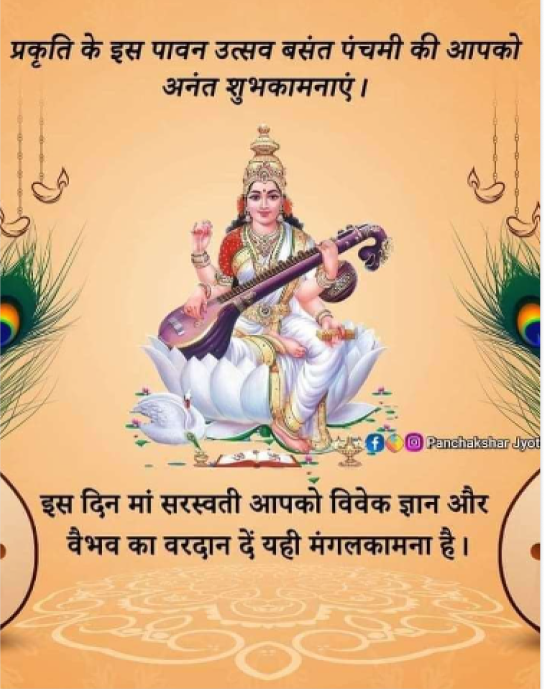 प्रकृति के इस पावन उत्सव बसंत पंचमी की आपको
अनंत शुभकामनाएं।
Panchakshar Jyot
इस दिन मां सरस्वती आपको विवेक ज्ञान और
वैभव का वरदान दें यही मंगलकामना है।